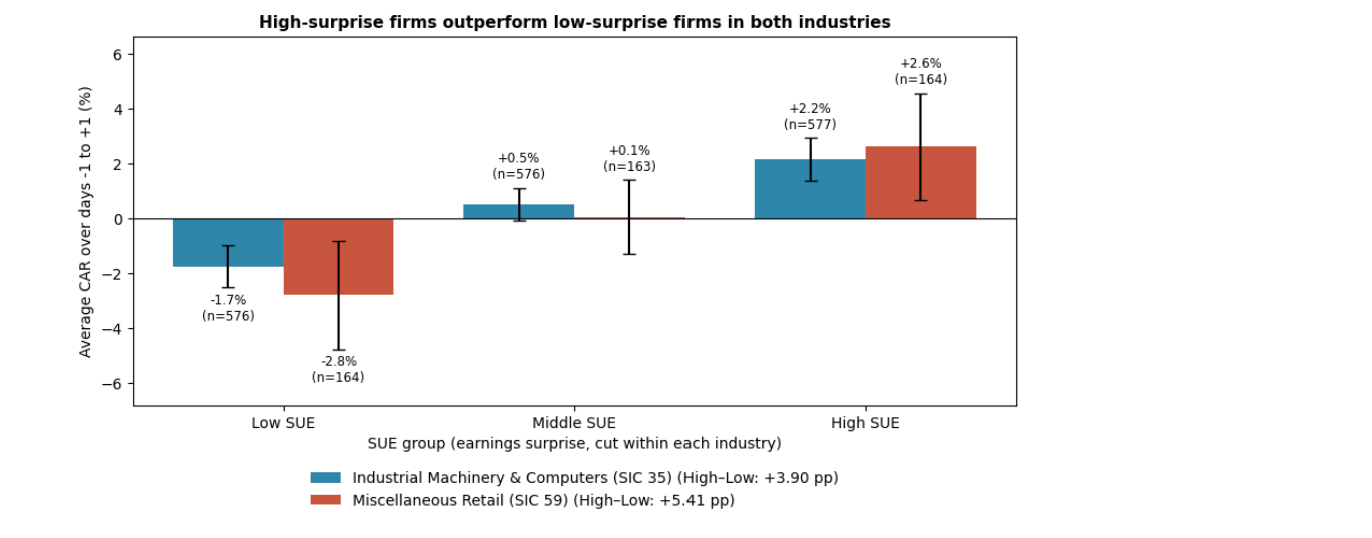 High-surprise firms outperform low-surprise firms in both industries
Average CAR over days -1 to +1 (%)
6
4
2
0
−2
−4
−6
-1.7%
(n=576)
-2.8%
(n=164)
+0.5%
(n=576)
+0.1%
(n=163)
+2.2%
(n=577)
+2.6%
(n=164)
Low SUE
Middle SUE
High SUE
SUE group (earnings surprise, cut within each industry)
Industrial Machinery & Computers (SIC 35) (High–Low: +3.90 pp)
Miscellaneous Retail (SIC 59) (High–Low: +5.41 pp)